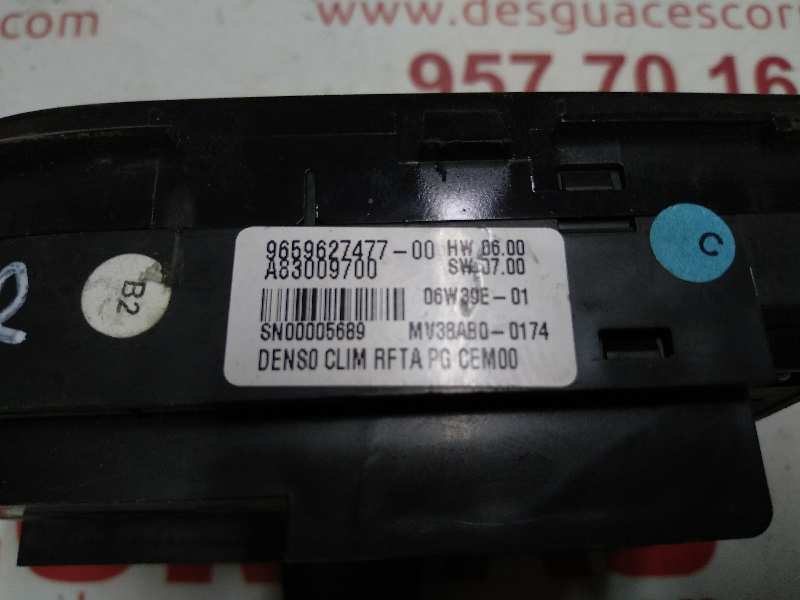 www.desguacescor
957 70 16
9659627477-00 HW 06.00
A83009700 SW 07.00
06W39E-01
SN00005689 MV38AB0-0174
DENSO CLIM RFTA PG CEM00
B2
C